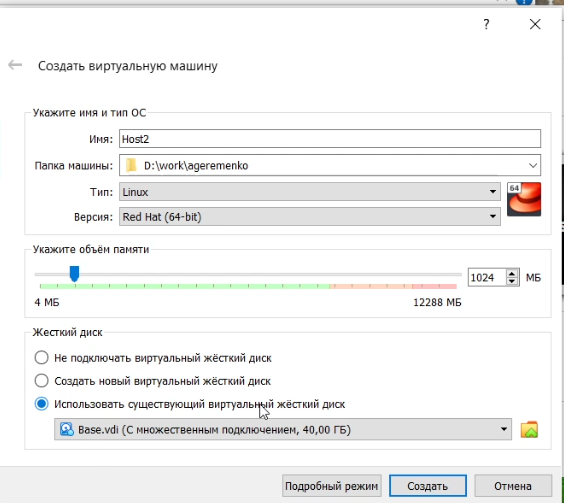 ?
Создать виртуальную машину
Укажите имя и тип ОС
Имя: Host2
Папка машины: D:\work\ageremenko
Тип: Linux
64
Версия: Red Hat (64-bit)
Укажите объём памяти
1024 МБ
4 МБ 12288 МБ
Жесткий диск
Не подключать виртуальный жёсткий диск
Создать новый виртуальный жёсткий диск
Использовать существующий виртуальный жёсткий диск
Base.vdi (С множественным подключением, 40,00 ГБ)
Подробный режим Создать Отмена